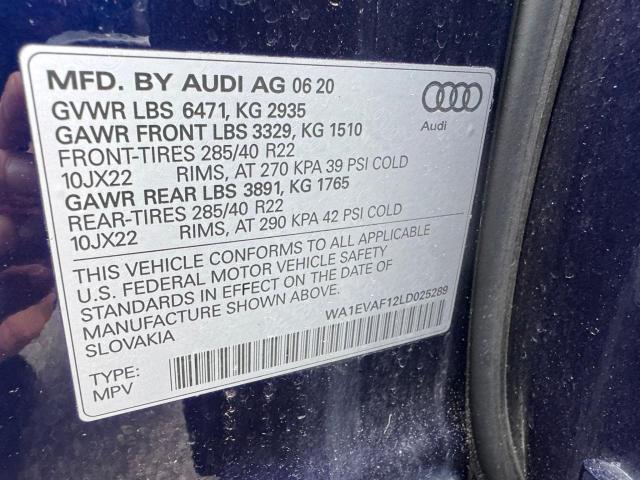 MFD. BY AUDI AG 06 20
GVWR LBS 6471, KG 2935
GAWR FRONT LBS 3329, KG 1510
FRONT-TIRES 285/40 R22
10JX22 RIMS, AT 270 KPA 39 PSI COLD
GAWR REAR LBS 3891, KG 1765
REAR-TIRES 285/40 R22
10JX22 RIMS, AT 290 KPA 42 PSI COLD
Audi
THIS VEHICLE CONFORMS TO ALL APPLICABLE
U.S. FEDERAL MOTOR VEHICLE SAFETY
STANDARDS IN EFFECT ON THE DATE OF
MANUFACTURE SHOWN ABOVE.
SLOVAKIA
WA1EVAF12LD025289
TYPE:
MPV